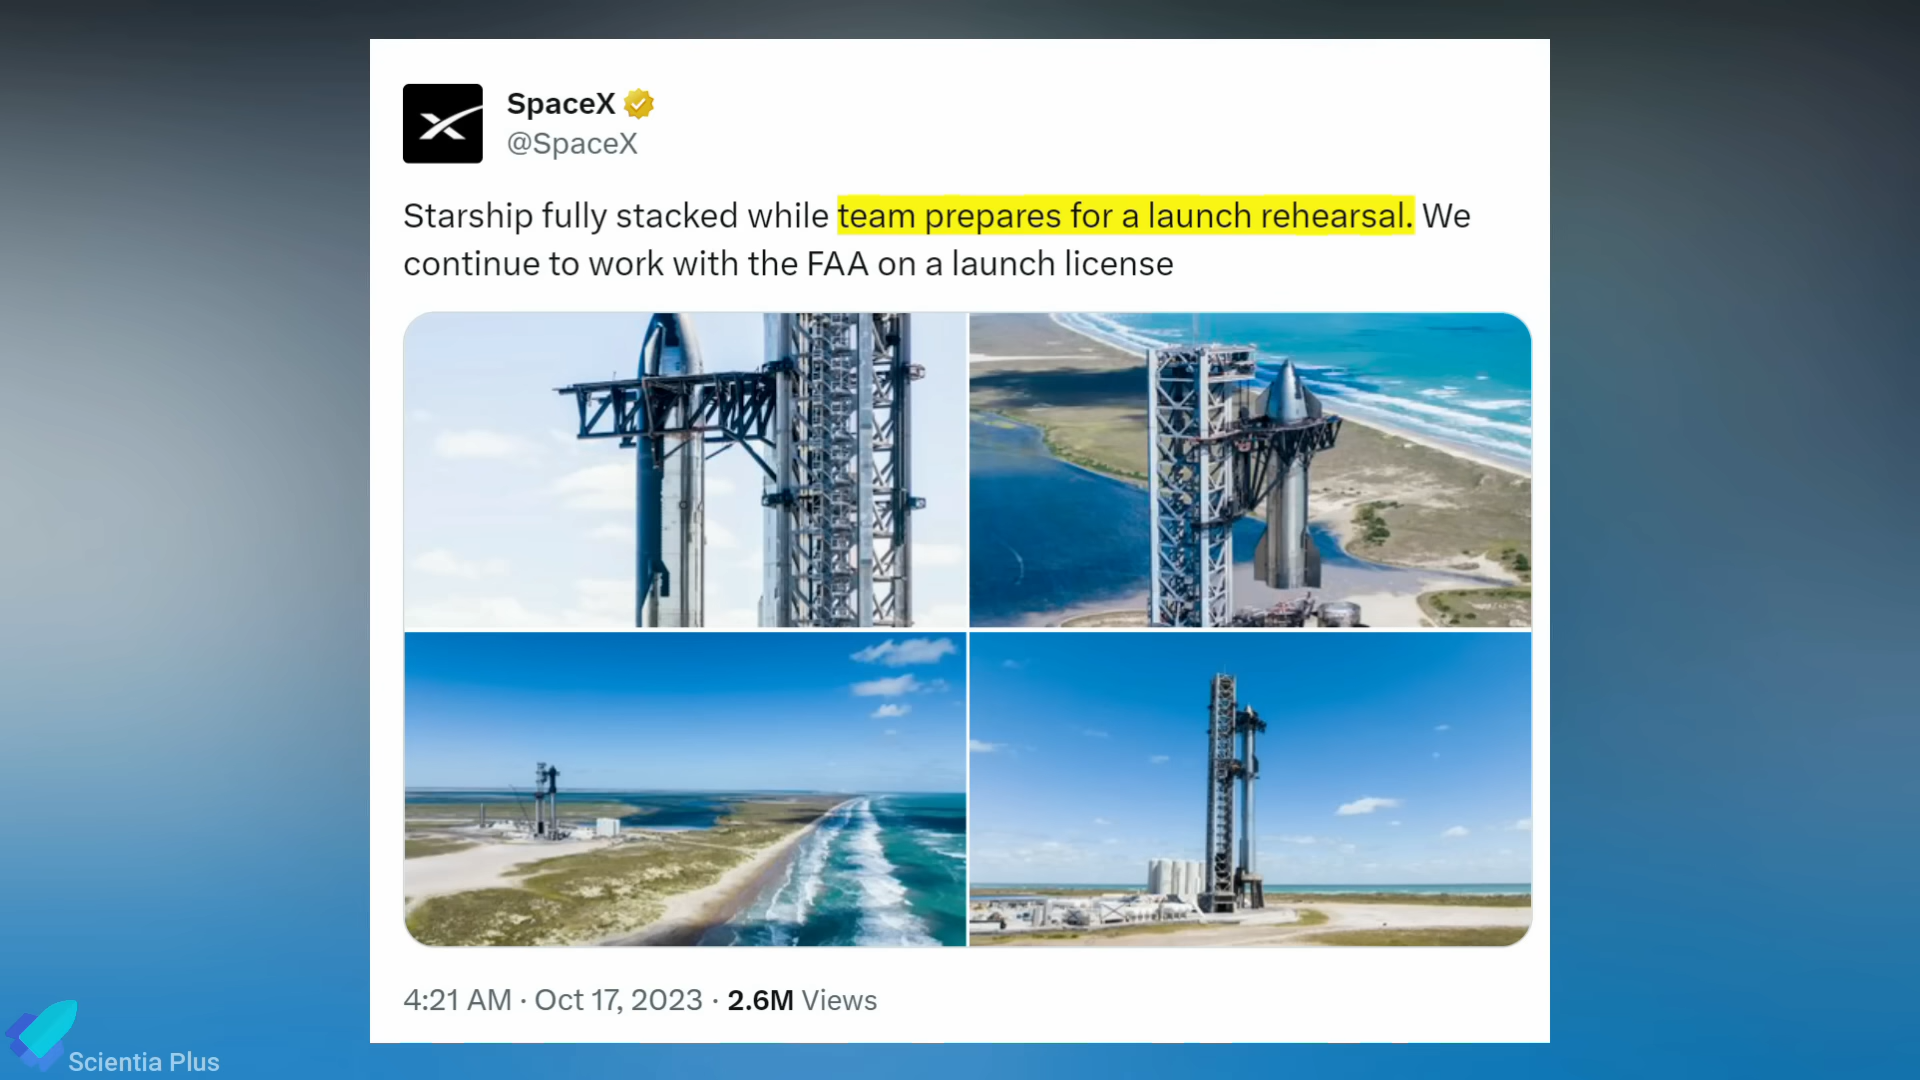 SpaceX
@SpaceX
Starship fully stacked while team prepares for a launch rehearsal. We
continue to work with the FAA on a launch license
4:21 AM · Oct 17, 2023 · 2.6M Views
Scientia Plus